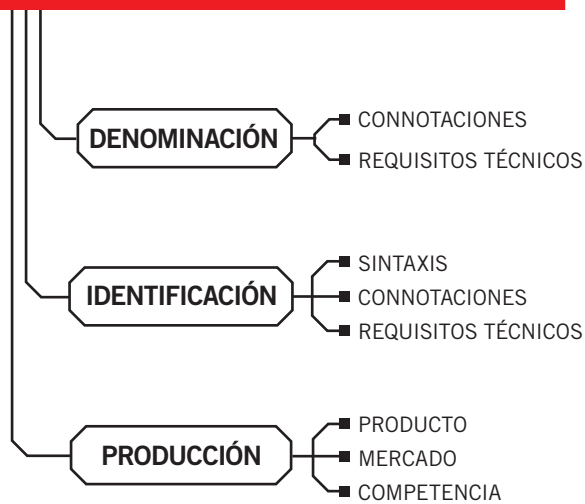 DENOMINACIÓN
CONNOTACIONES
REQUISITOS TÉCNICOS
IDENTIFICACIÓN
SINTAXIS
CONNOTACIONES
REQUISITOS TÉCNICOS
PRODUCCIÓN
PRODUCTO
MERCADO
COMPETENCIA